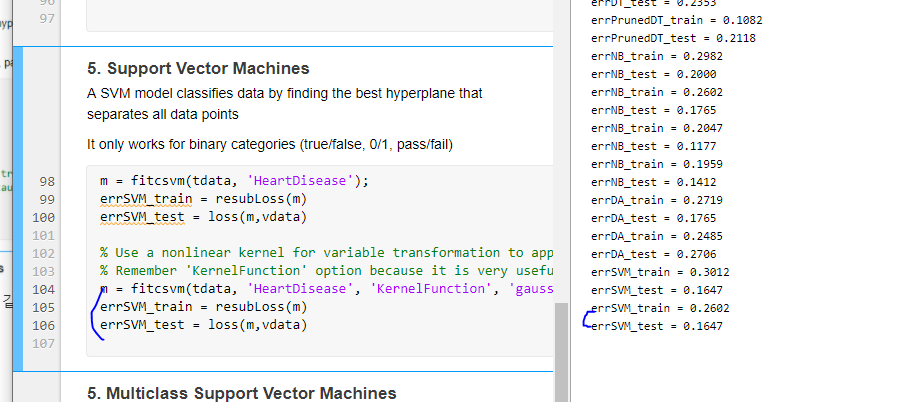 96
97
5. Support Vector Machines
A SVM model classifies data by finding the best hyperplane that
separates all data points
It only works for binary categories (true/false, 0/1, pass/fail)
98 m = fitcsvm(tdata, 'HeartDisease');
99 errSVM_train = resubLoss(m)
100 errSVM_test = loss(m,vdata)
101
102 % Use a nonlinear kernel for variable transformation to app
103 % Remember 'KernelFunction' option because it is very usefu
104 m = fitcsvm(tdata, 'HeartDisease', 'KernelFunction', 'gauss
105 errSVM_train = resubLoss(m)
106 errSVM_test = loss(m,vdata)
107
5. Multiclass Support Vector Machines
errDT_test = 0.2353
errPrunedDT_train = 0.1082
errPrunedDT_test = 0.2118
errNB_train = 0.2982
errNB_test = 0.2000
errNB_train = 0.2602
errNB_test = 0.1765
errNB_train = 0.2047
errNB_test = 0.1177
errNB_train = 0.1959
errNB_test = 0.1412
errDA_train = 0.2719
errDA_test = 0.1765
errDA_train = 0.2485
errDA_test = 0.2706
errSVM_train = 0.3012
errSVM_test = 0.1647
errSVM_train = 0.2602
errSVM_test = 0.1647